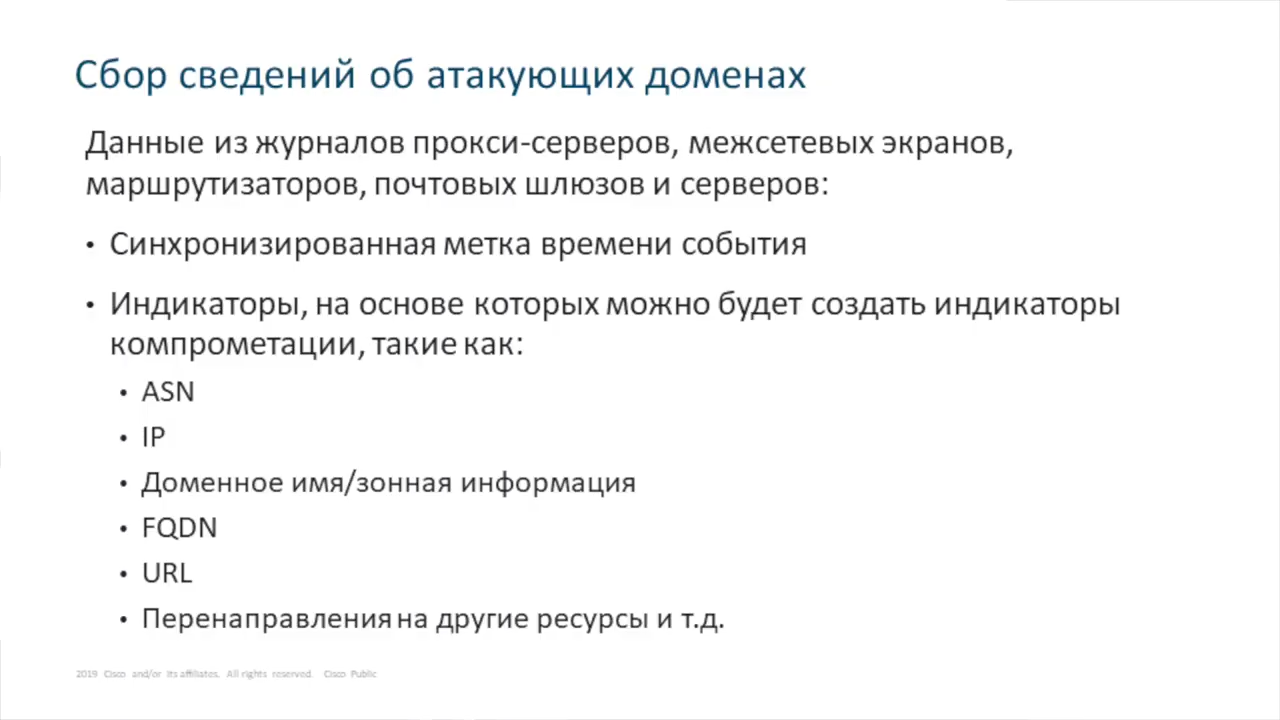 Сбор сведений об атакующих доменах
Данные из журналов прокси-серверов, межсетевых экранов,
маршрутизаторов, почтовых шлюзов и серверов:
• Синхронизированная метка времени события
• Индикаторы, на основе которых можно будет создать индикаторы
компрометации, такие как:
• ASN
• IP
• Доменное имя/зонная информация
• FQDN
• URL
• Перенаправления на другие ресурсы и т.д.
2019 Cisco and/or its affiliates. All rights reserved. Cisco Public